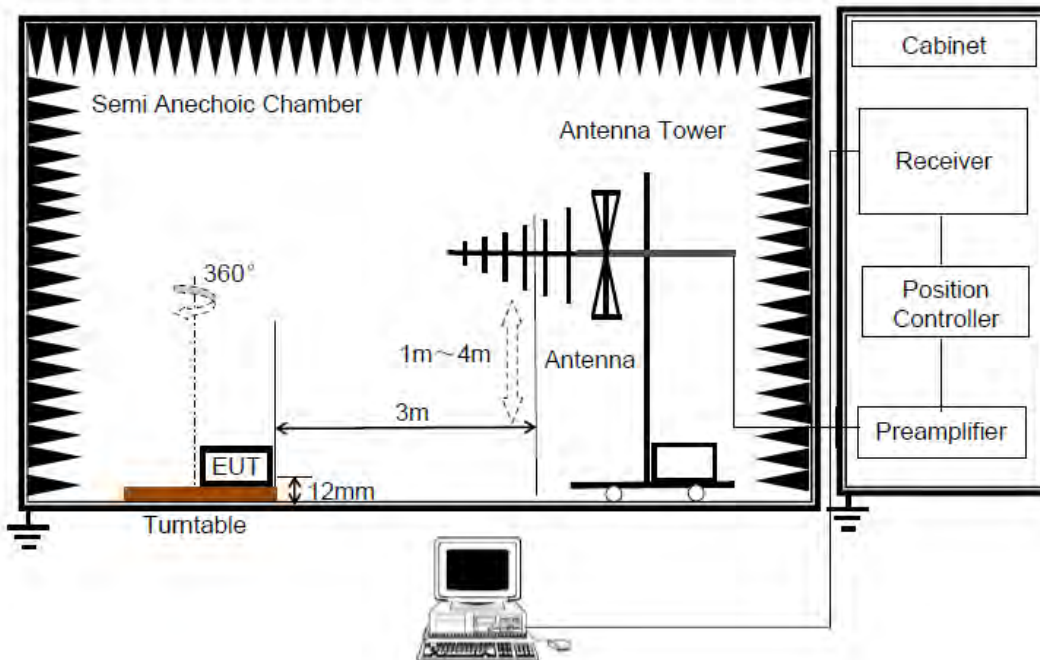 Cabinet
Semi Anechoic Chamber
Antenna Tower
Receiver
360°
Position
Controller
1m～4m
Antenna
3m
Preamplifier
EUT
12mm
Turntable